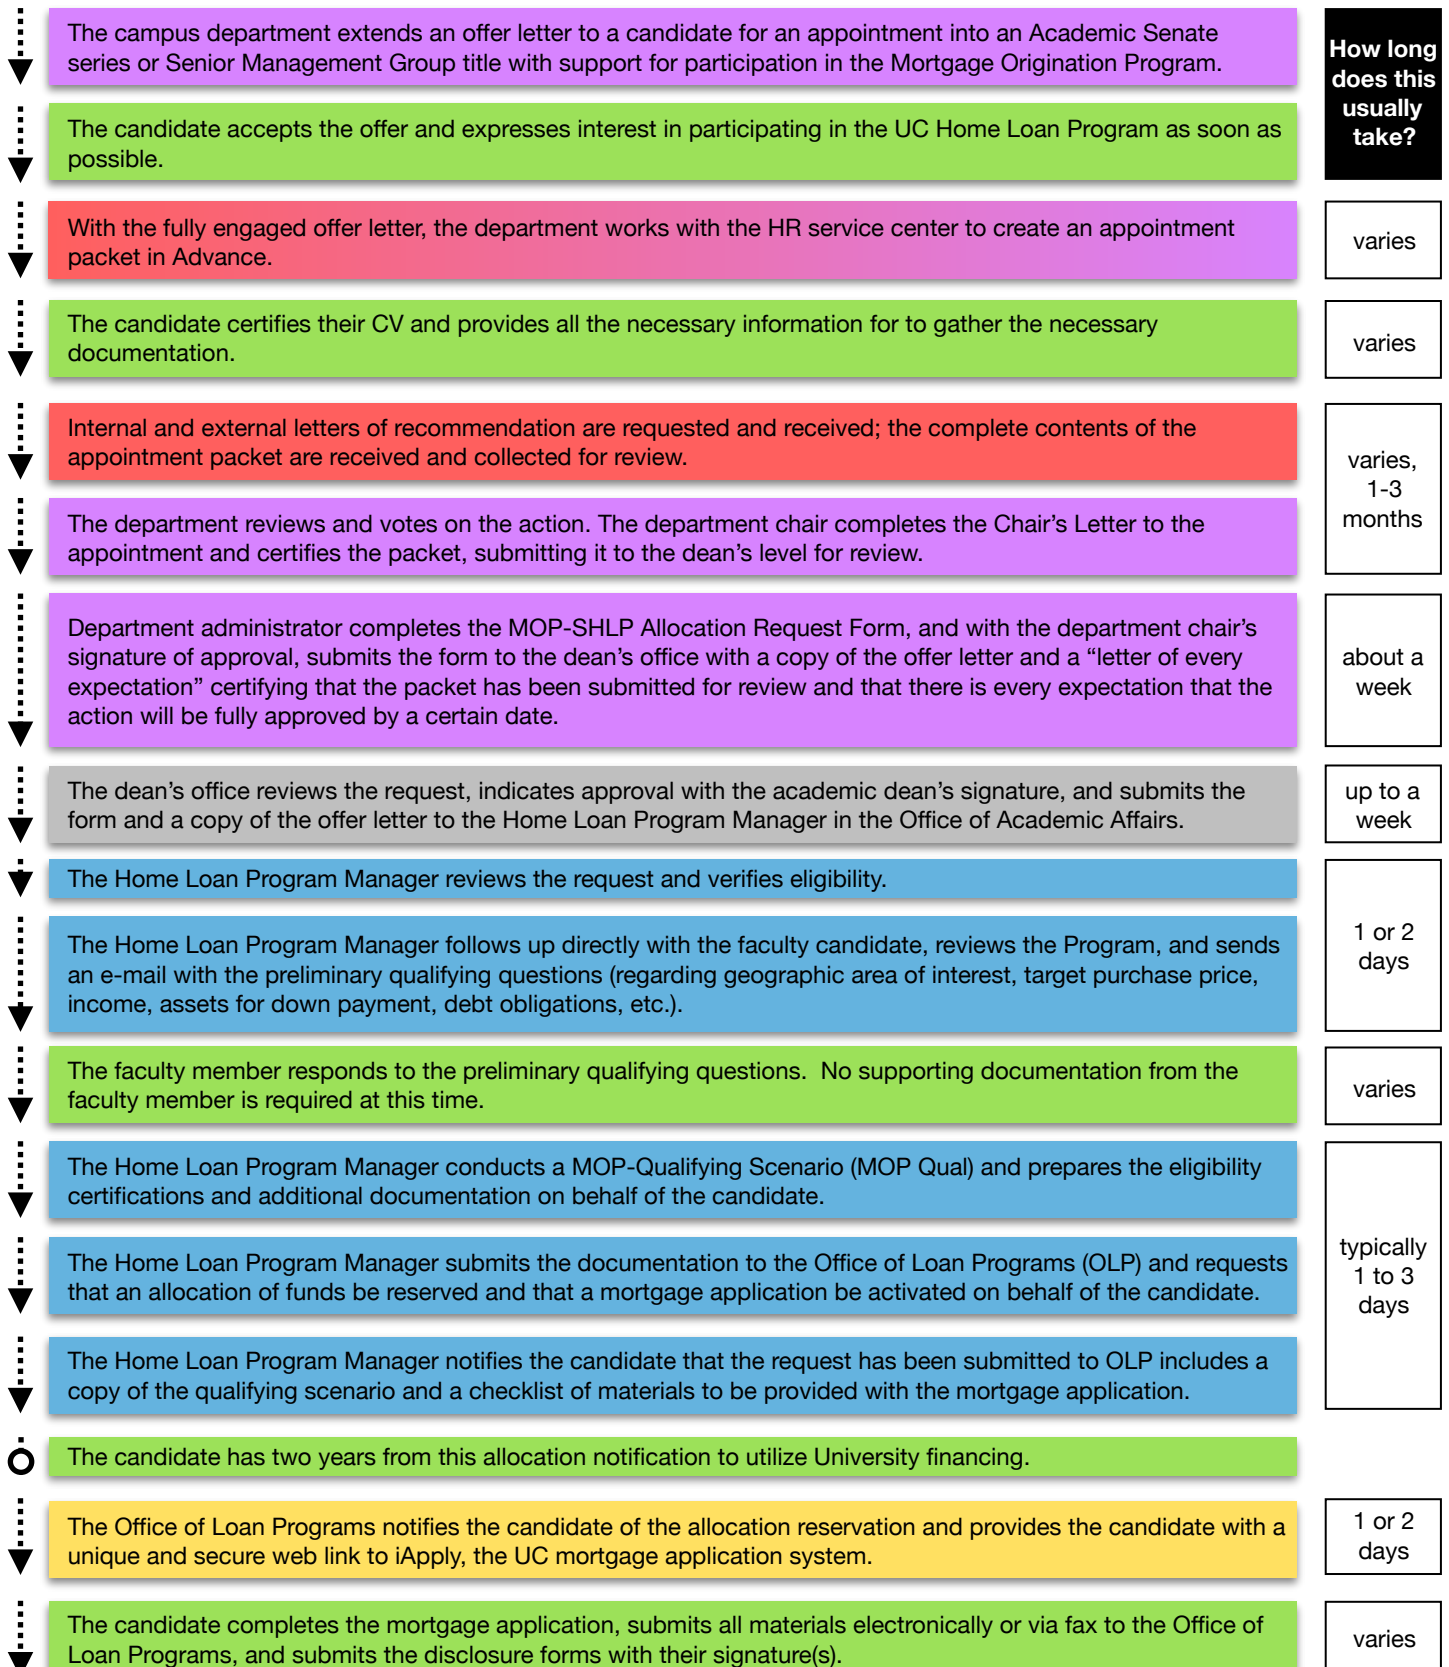 The campus department extends an offer letter to a candidate for an appointment into an Academic Senate
series or Senior Management Group title with support for participation in the Mortgage Origination Program.
How long
does this
usually
take?
The candidate accepts the offer and expresses interest in participating in the UC Home Loan Program as soon as
possible.
With the fully engaged offer letter, the department works with the HR service center to create an appointment
packet in Advance.
varies
The candidate certifies their CV and provides all the necessary information for to gather the necessary
documentation.
varies
Internal and external letters of recommendation are requested and received; the complete contents of the
appointment packet are received and collected for review.
varies,
1-3
months
The department reviews and votes on the action. The department chair completes the Chair’s Letter to the
appointment and certifies the packet, submitting it to the dean’s level for review.
Department administrator completes the MOP-SHLP Allocation Request Form, and with the department chair’s
signature of approval, submits the form to the dean’s office with a copy of the offer letter and a “letter of every
expectation” certifying that the packet has been submitted for review and that there is every expectation that the
action will be fully approved by a certain date.
about a
week
The dean’s office reviews the request, indicates approval with the academic dean’s signature, and submits the
form and a copy of the offer letter to the Home Loan Program Manager in the Office of Academic Affairs.
up to a
week
The Home Loan Program Manager reviews the request and verifies eligibility.
The Home Loan Program Manager follows up directly with the faculty candidate, reviews the Program, and sends
an e-mail with the preliminary qualifying questions (regarding geographic area of interest, target purchase price,
income, assets for down payment, debt obligations, etc.).
1 or 2
days
The faculty member responds to the preliminary qualifying questions.  No supporting documentation from the
faculty member is required at this time.
varies
The Home Loan Program Manager conducts a MOP-Qualifying Scenario (MOP Qual) and prepares the eligibility
certifications and additional documentation on behalf of the candidate.
The Home Loan Program Manager submits the documentation to the Office of Loan Programs (OLP) and requests
that an allocation of funds be reserved and that a mortgage application be activated on behalf of the candidate.
typically
1 to 3
days
The Home Loan Program Manager notifies the candidate that the request has been submitted to OLP includes a
copy of the qualifying scenario and a checklist of materials to be provided with the mortgage application.
The candidate has two years from this allocation notification to utilize University financing.
The Office of Loan Programs notifies the candidate of the allocation reservation and provides the candidate with a
unique and secure web link to iApply, the UC mortgage application system.
1 or 2
days
The candidate completes the mortgage application, submits all materials electronically or via fax to the Office of
Loan Programs, and submits the disclosure forms with their signature(s).
varies